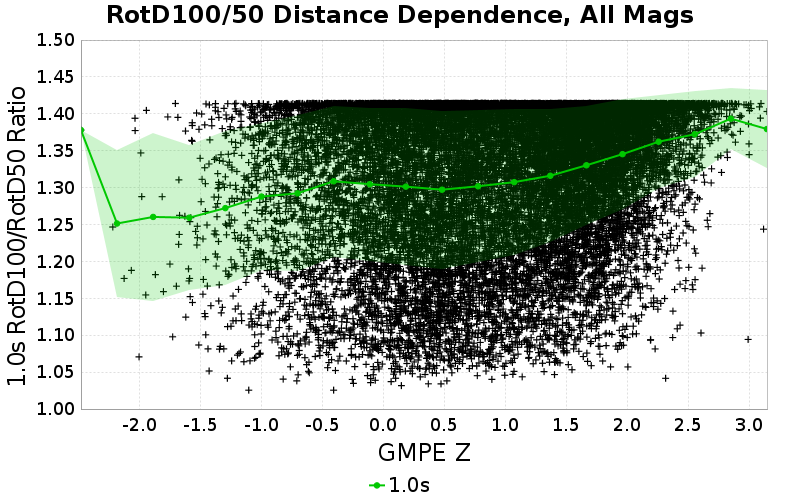 RotD100/50 Distance Dependence, All Mags
1.0s RotD100/RotD50 Ratio
1.50
1.45
1.40
1.35
1.30
1.25
1.20
1.15
1.10
1.05
1.00
-2.0 -1.5 -1.0 -0.5 0.0 0.5 1.0 1.5 2.0 2.5 3.0
GMPE Z
1.0s